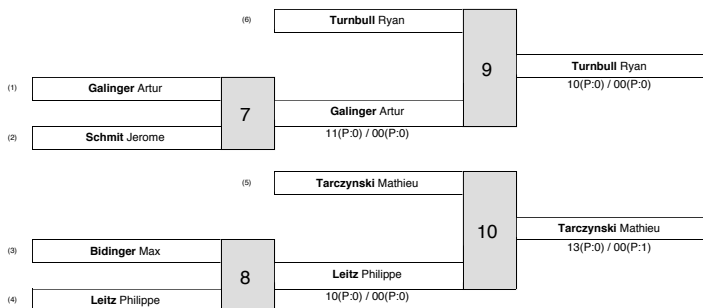 (6) Turnbull Ryan
9
Turnbull Ryan
10(P:0) / 00(P:0)
(1) Galinger Artur
7
Galinger Artur
11(P:0) / 00(P:0)
(2) Schmit Jerome
(5) Tarczynski Mathieu
10
Tarczynski Mathieu
13(P:0) / 00(P:1)
(3) Bidinger Max
8
Leitz Philippe
10(P:0) / 00(P:0)
(4) Leitz Philippe